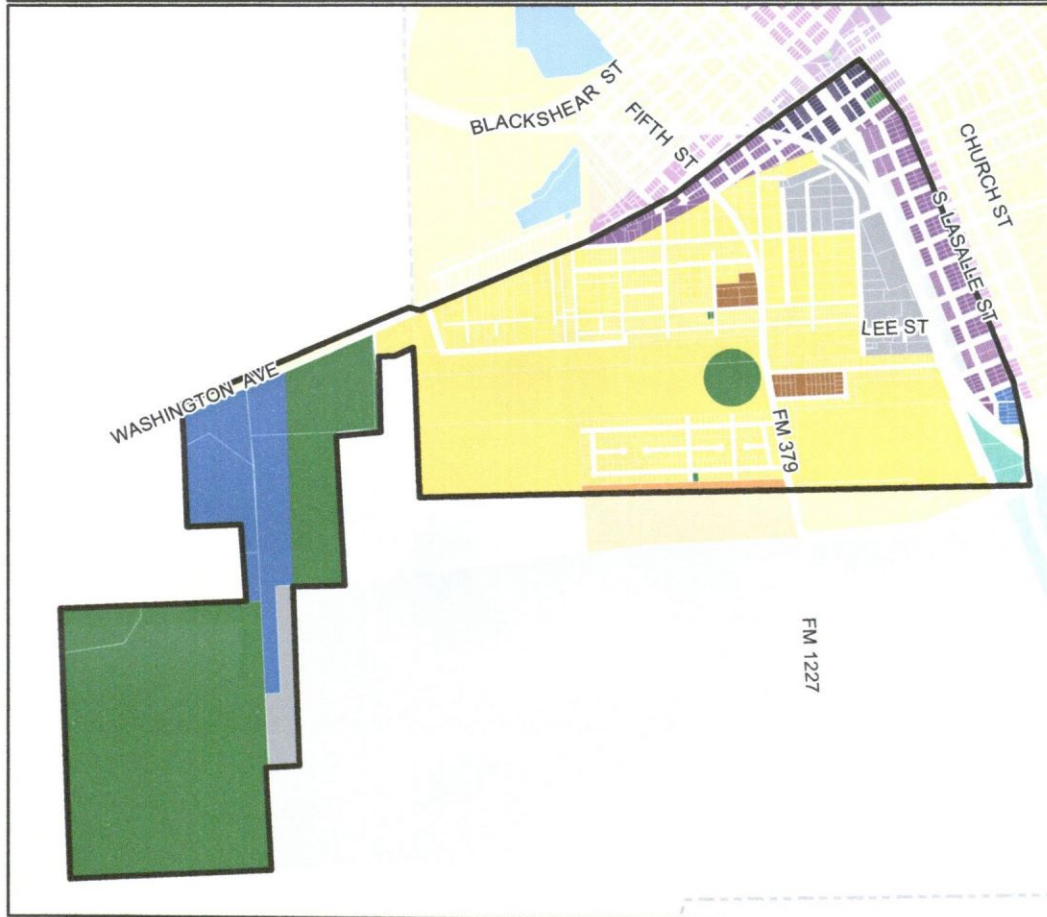 BLACKSHEAR ST
FIFTH ST
CHURCH ST
S LASALLE ST
LEE ST
WASHINGTON AVE
FM 379
FM 1227